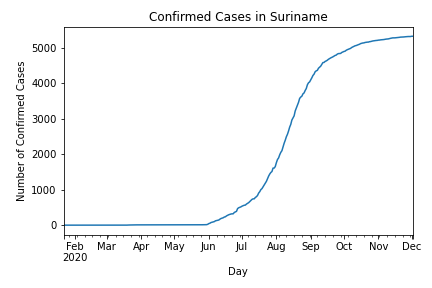 Confirmed Cases in Suriname
Number of Confirmed Cases
5000
4000
3000
2000
1000
0
Feb Mar Apr May Jun Jul Aug Sep Oct Nov Dec
2020
Day